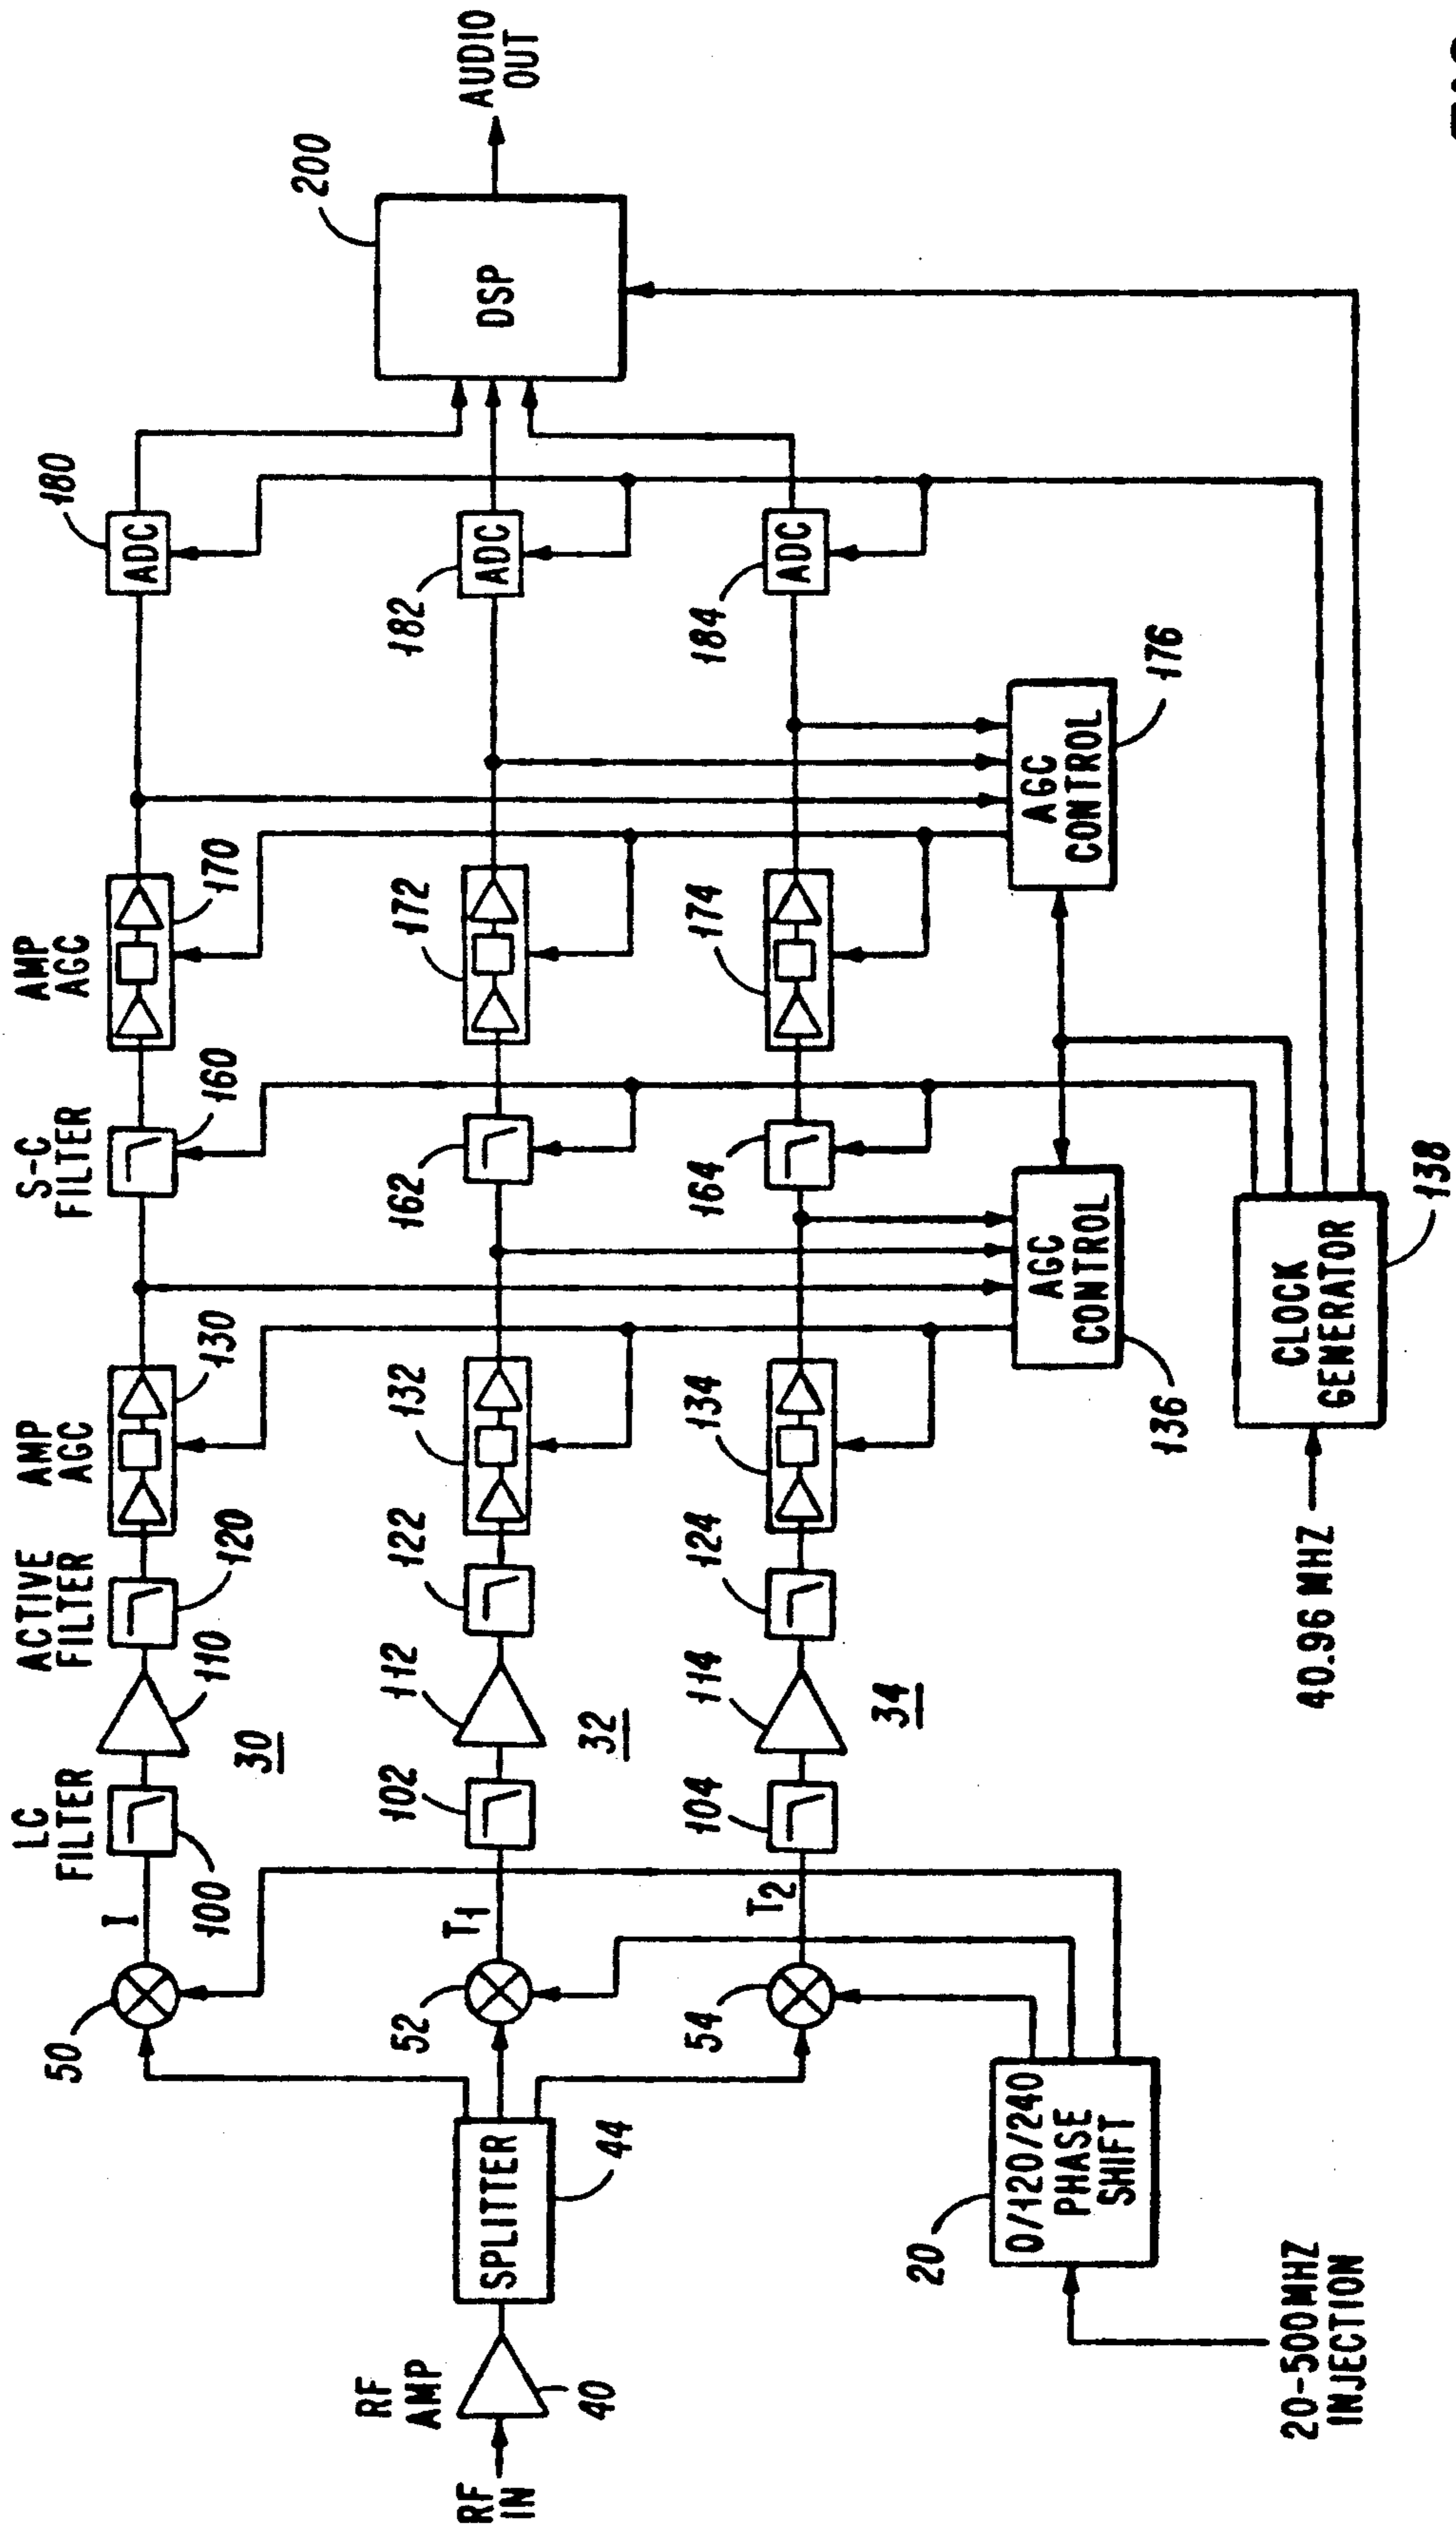 LC
FILTER
ACTIVE
FILTER
AMP
AGC
S-C
FILTER
AMP
AGC
50
I
100
110
120
130
160
170
180
30
RF
AMP
RF
IN
40
SPLITTER
44
52
T1
102
112
122
132
162
172
182
32
DSP
200
AUDIO
OUT
54
T2
104
114
124
134
164
174
184
34
20
0/120/240
PHASE
SHIFT
20-500MHZ
INJECTION
AGC
CONTROL
136
AGC
CONTROL
176
40.96 MHZ
CLOCK
GENERATOR
138